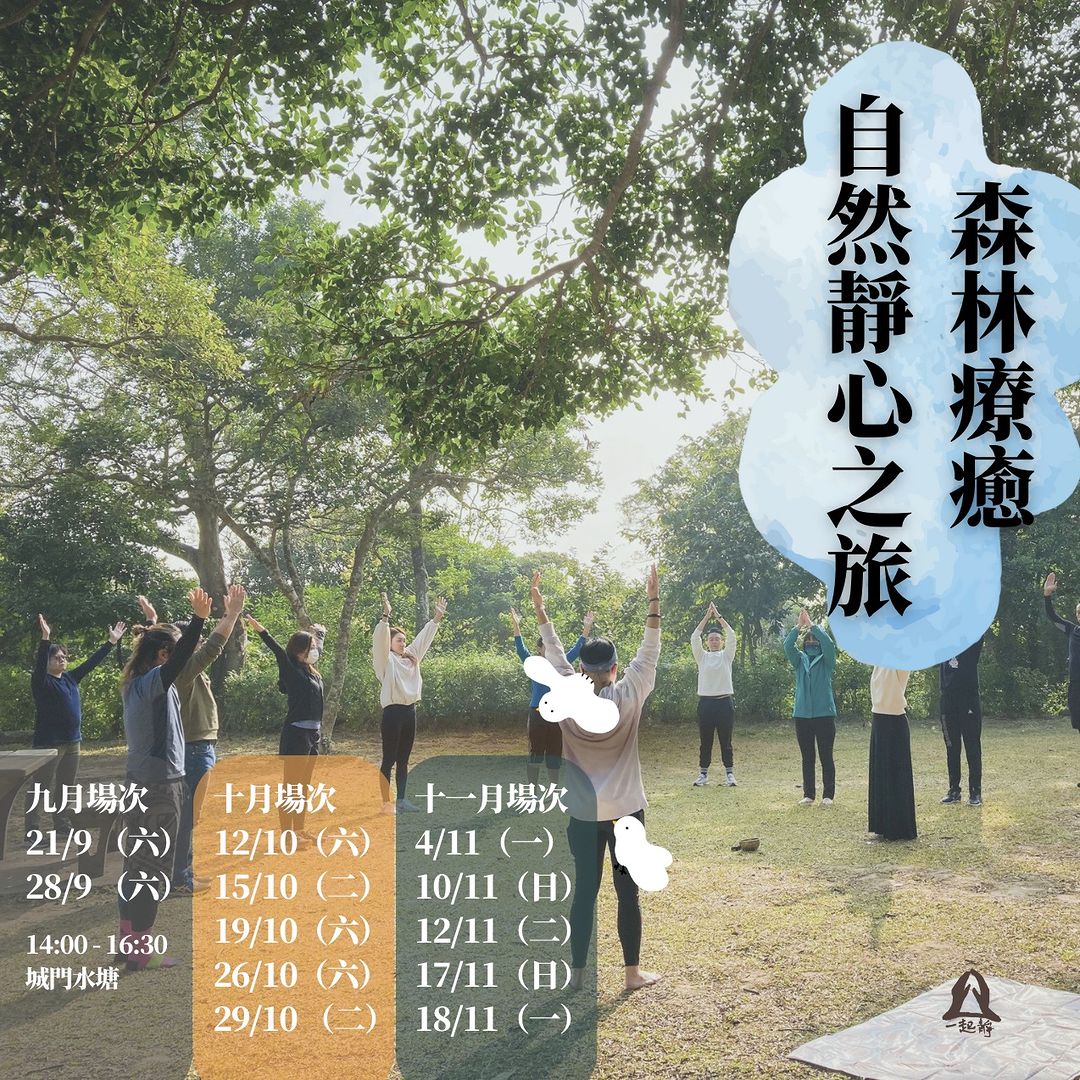 森林療癒
自然靜心之旅
九月場次
21/9 （六）
28/9 （六）
14:00 - 16:30
城門水塘
十月場次
12/10（六）
15/10（二）
19/10（六）
26/10（六）
29/10 （二）
十一月場次
4/11（一）
10/11（日）
12/11（二）
17/11（日）
18/11（一）
一起靜